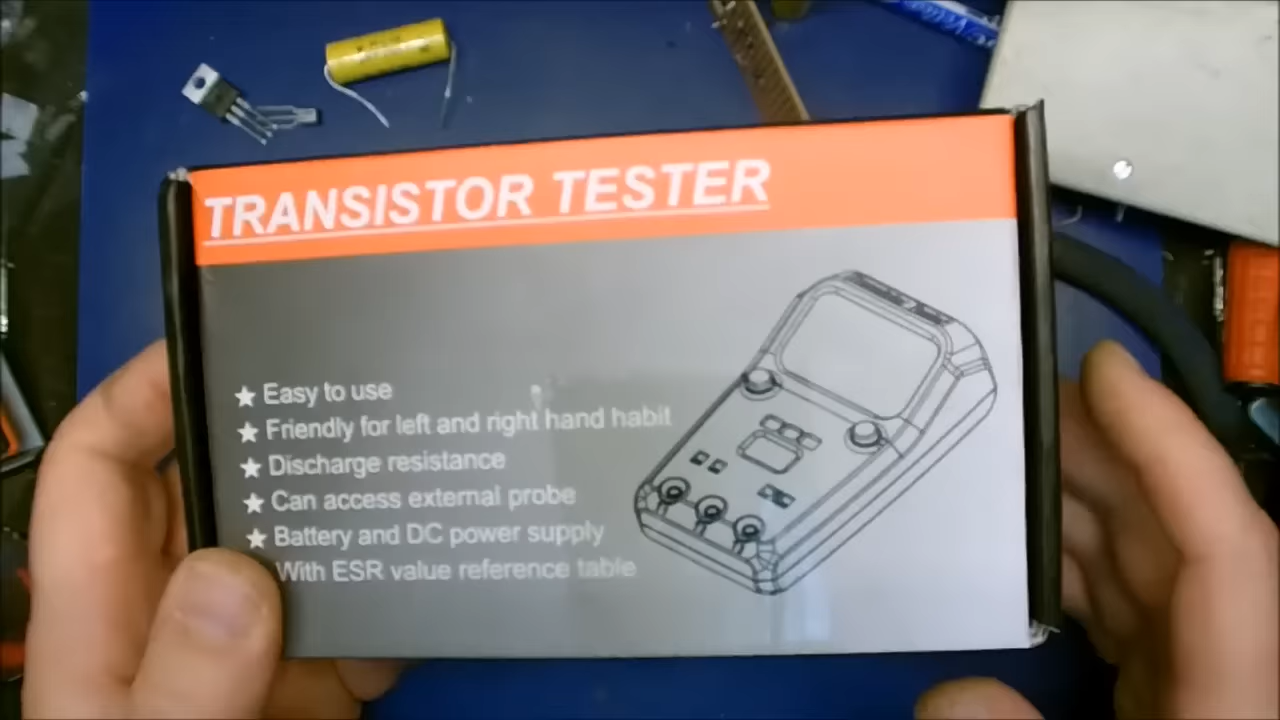 TRANSISTOR TESTER
Easy to use
Friendly for left and right hand habit
Discharge resistance
Can access external probe
Battery and DC power supply
With ESR value reference table